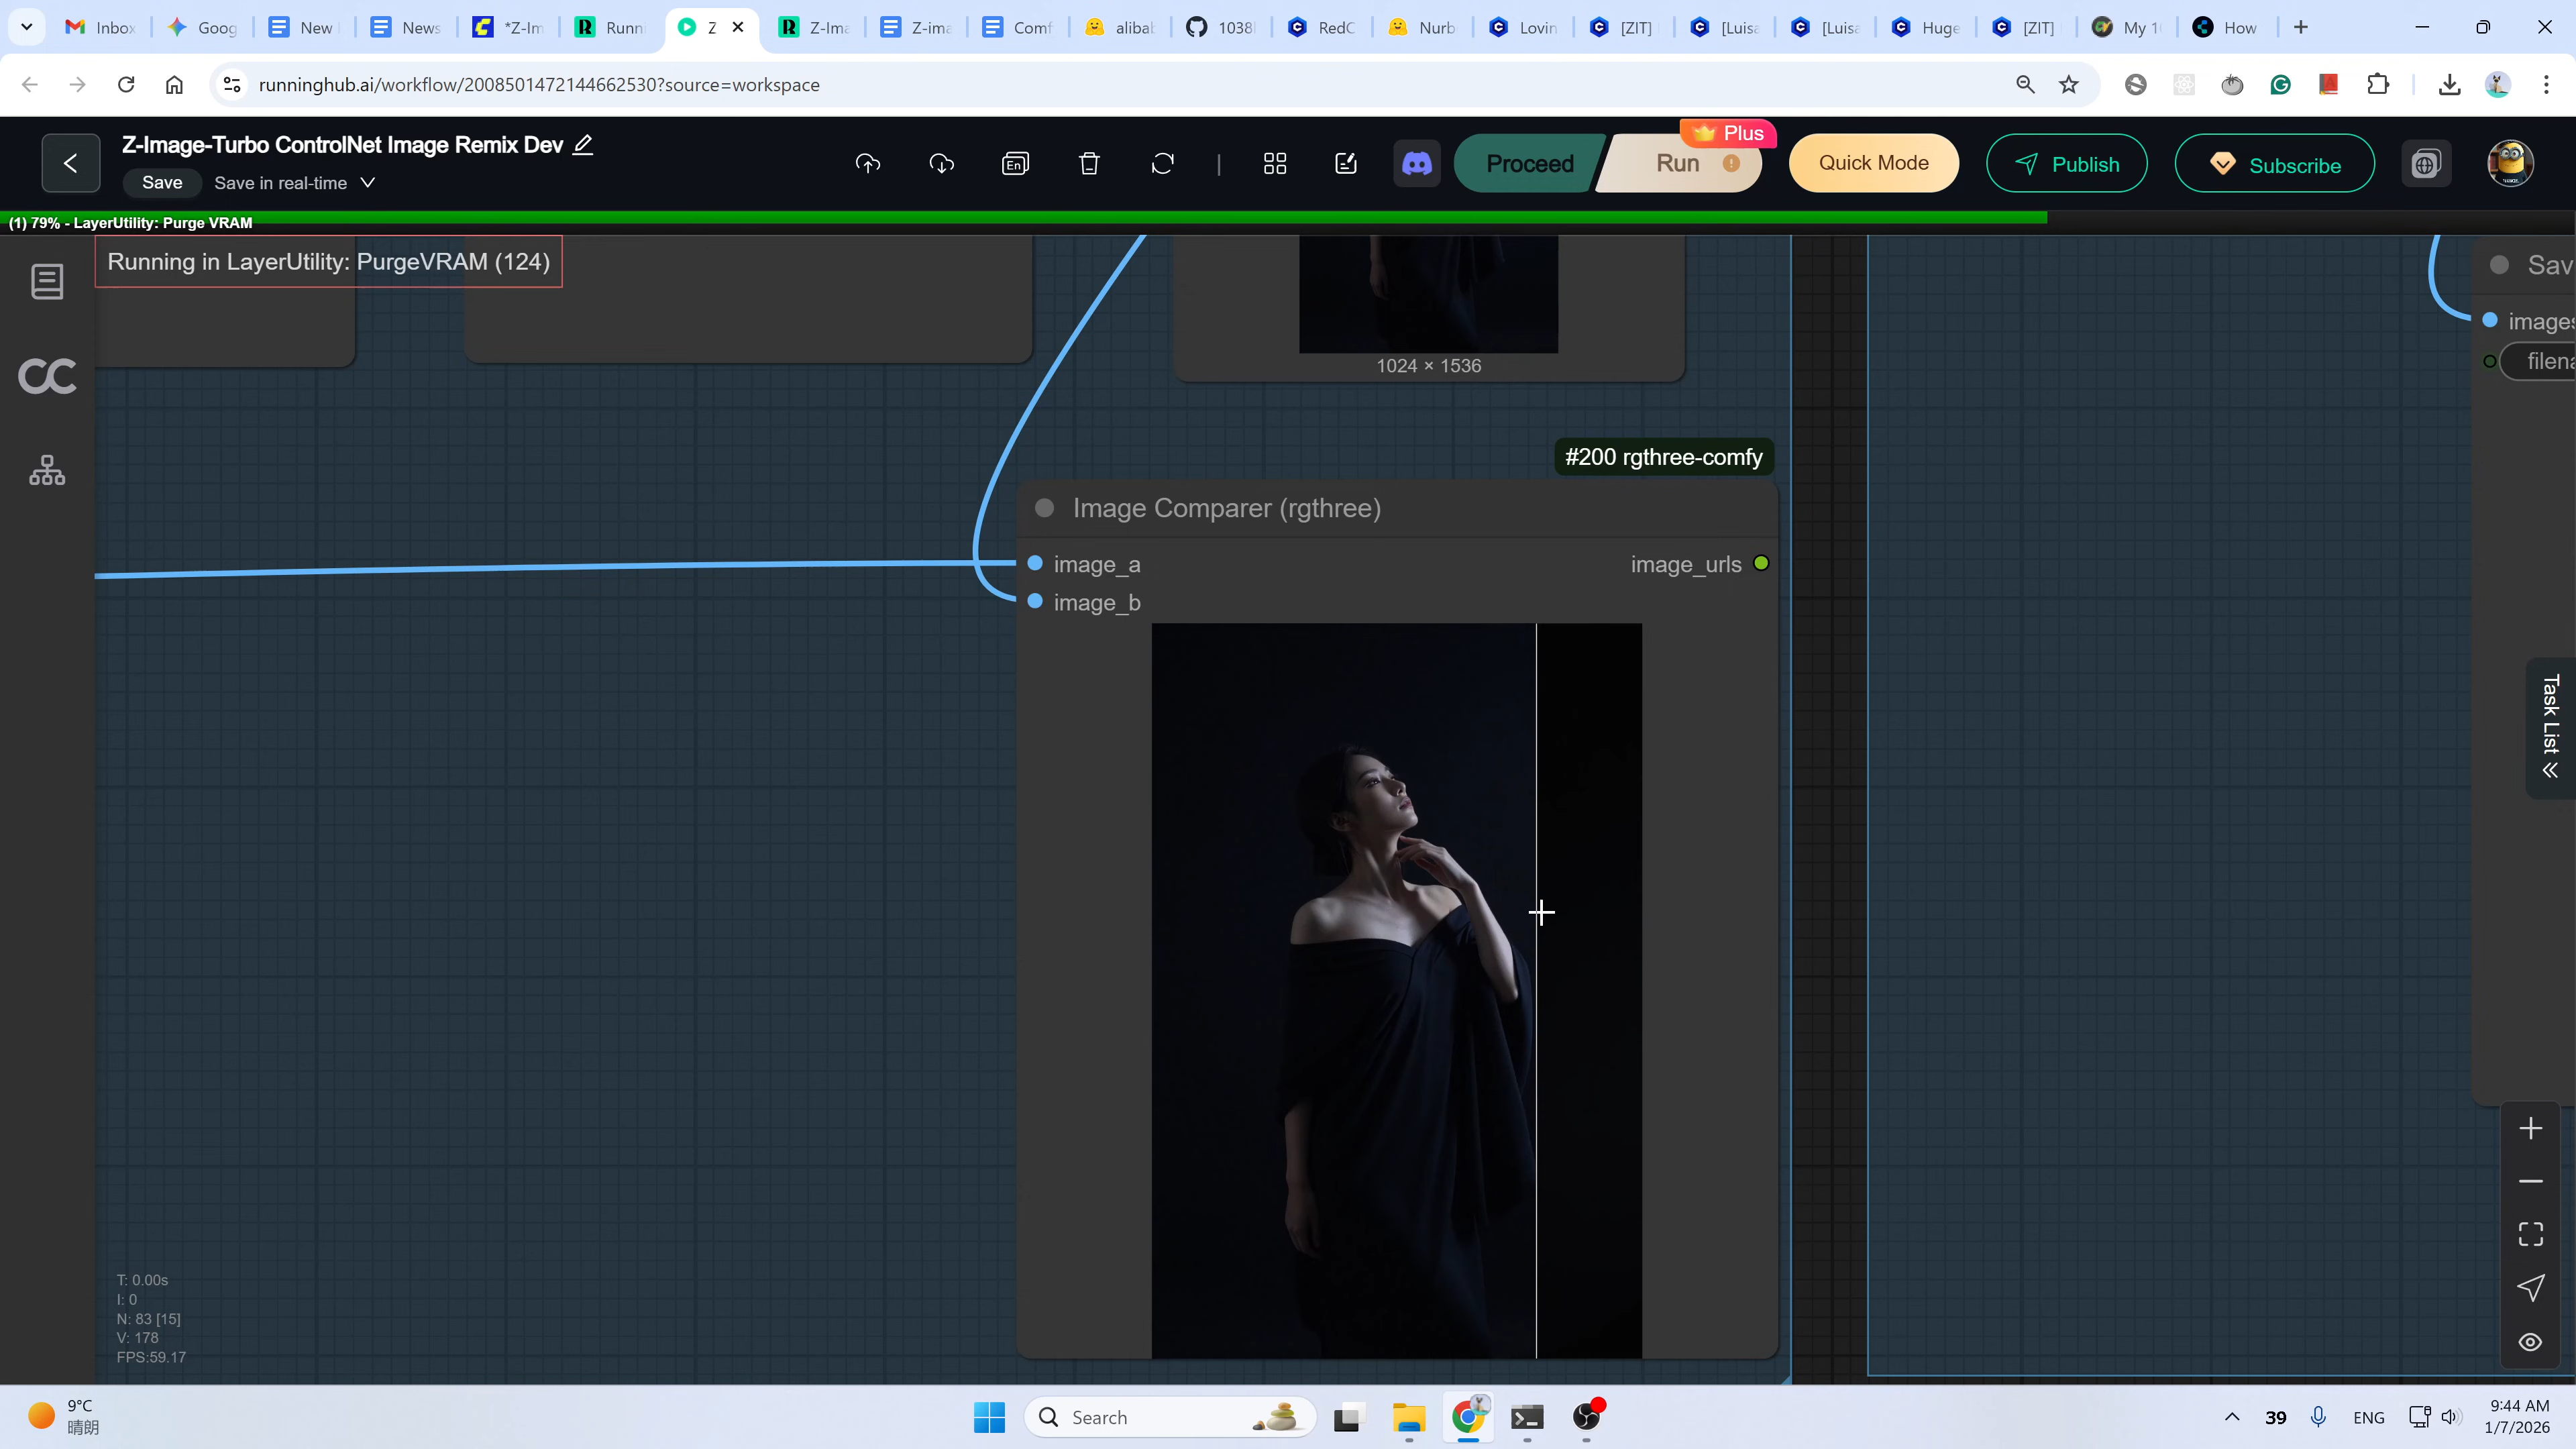 Inbox
Goog
New
News
*Z-Im
Runn
Z
Z-Ima
Z-ima
Comf
alibab
1038l
RedC
Nurb
Lovin
[ZIT]
[Luisa
[Luisa
Huge
[ZIT]
My 1
How
runninghub.ai/workflow/2008501472144662530?source=workspace
Z-Image-Turbo ControlNet Image Remix Dev
Save
Save in real-time
En
Proceed
Run
Plus
Quick Mode
Publish
Subscribe
(1) 79% - LayerUtility: Purge VRAM
Running in LayerUtility: PurgeVRAM (124)
Sav
images
filena
1024 × 1536
#200 rgthree-comfy
Image Comparer (rgthree)
image_a
image_urls
image_b
Task List
T: 0.00s
I: 0
N: 83 [15]
V: 178
FPS:59.17
9°C
晴朗
Search
39
ENG
9:44 AM
1/7/2026